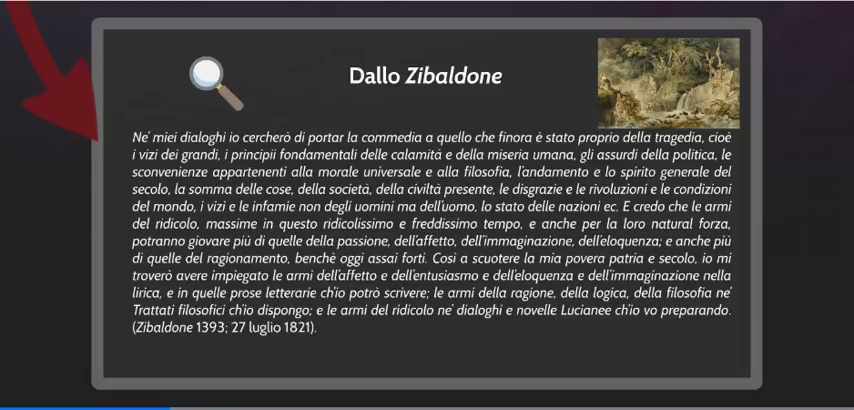 Dallo Zibaldone
Ne' miei dialoghi io cercherò di portar la commedia a quello che finora è stato proprio della tragedia, cioè
i vizi dei grandi, i principii fondamentali delle calamità e della miseria umana, gli assurdi della politica, le
sconvenienze appartenenti alla morale universale e alla filosofia, l'andamento e lo spirito generale del
secolo, la somma delle cose, della società, della civiltà presente, le disgrazie e le rivoluzioni e le condizioni
del mondo, i vizi e le infamie non degli uomini ma dell'uomo, lo stato delle nazioni ec. E credo che le armi
del ridicolo, massime in questo ridicolissimo e freddissimo tempo, e anche per la loro natural forza,
potranno giovare più di quelle della passione, dell'affetto, dell'immaginazione, dell'eloquenza; e anche più
di quelle del ragionamento, benchè oggi assai forti. Così a scuotere la mia povera patria e secolo, io mi
troverò avere impiegato le armi dell'affetto e dell'entusiasmo e dell'eloquenza e dell'immaginazione nella
lirica, e in quelle prose letterarie ch'io potrò scrivere; le armi della ragione, della logica, della filosofia ne'
Trattati filosofici ch'io dispongo; e le armi del ridicolo ne' dialoghi e novelle Lucianee ch'io vo preparando.
(Zibaldone 1393; 27 luglio 1821).